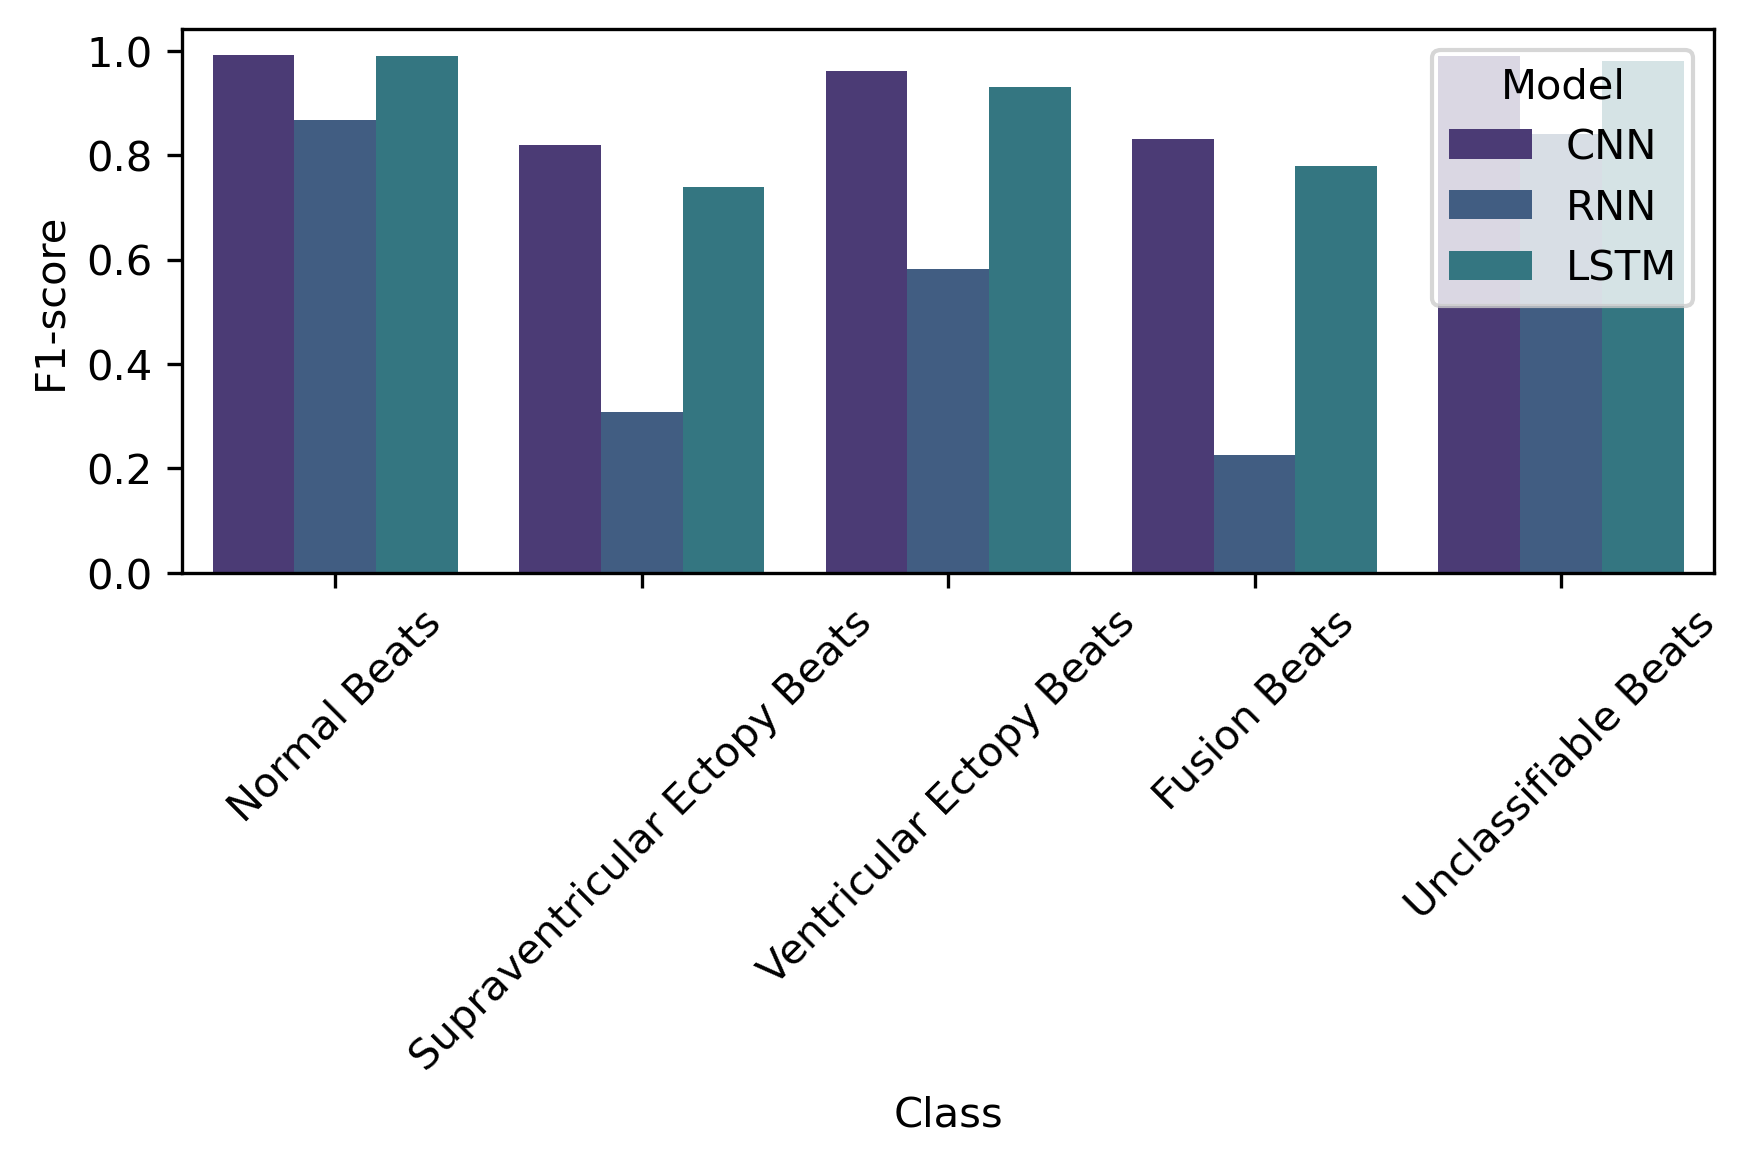 F1-score
1.0
0.8
0.6
0.4
0.2
0.0
Model
CNN
RNN
LSTM
Normal Beats
Supraventricular Ectopy Beats
Ventricular Ectopy Beats
Fusion Beats
Unclassifiable Beats
Class